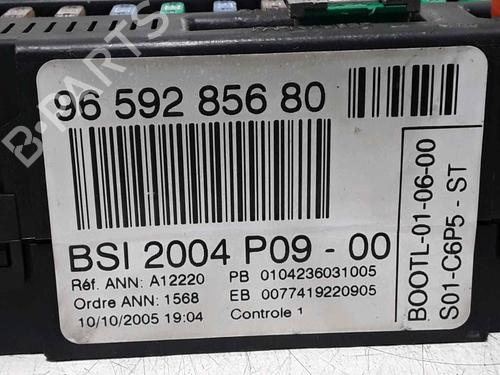 96 592 856 80
BSI 2004 P09 - 00
Réf. ANN: A12220 PB 0104236031005
Ordre ANN: 1568 EB 0077419220905
10/10/2005 19:04 Controle 1
BOOTL-01-06-00
S01-C6P5 - ST
B-PARTS